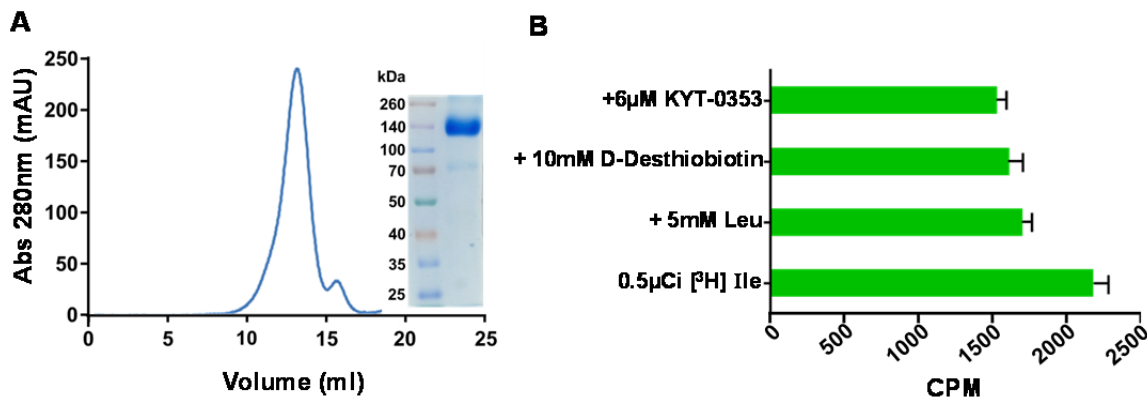 A
Abs 280nm (mAU)
250
200
150
100
50
0
0 5 10 15 20 25
Volume (ml)
kDa
260
140
100
70
50
40
35
25
B
+6µM KYT-0353
+ 10mM D-Desthiobiotin
+ 5mM Leu
0.5µCi [³H] Ile
0 500 1000 1500 2000 2500
CPM